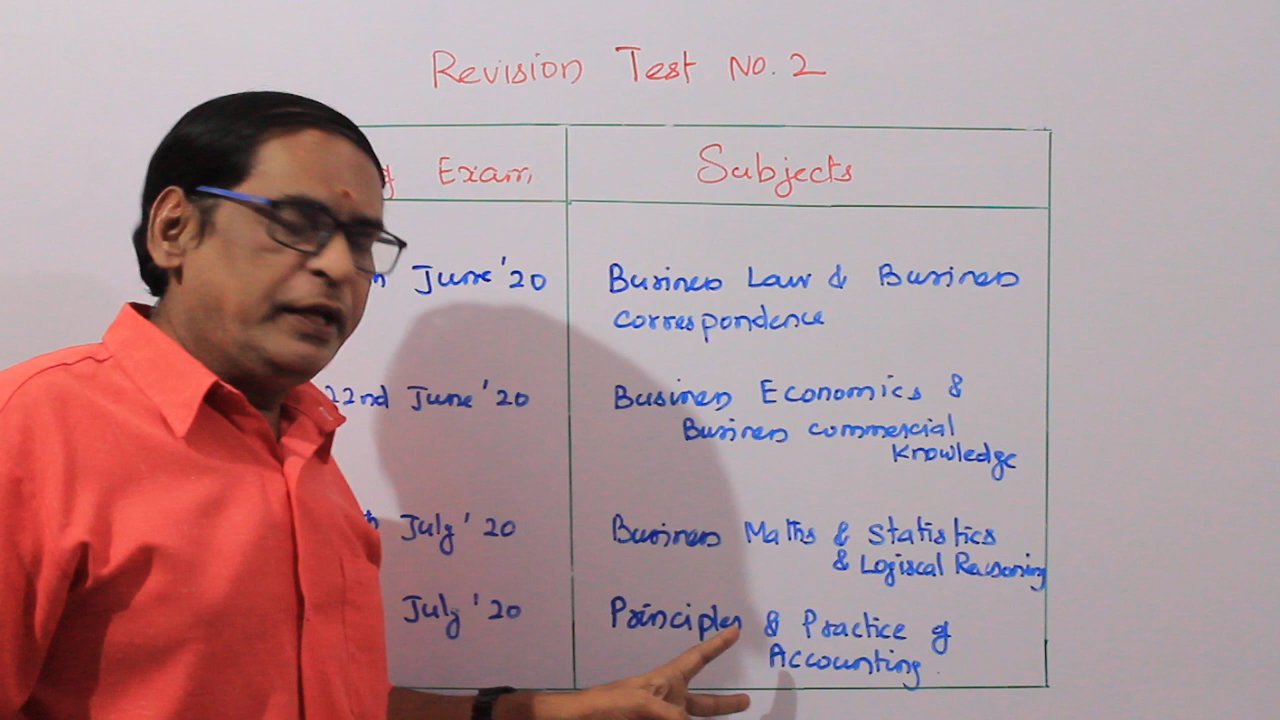 Revision Test No. 2
Exam, Subjects
June '20 Business Law & Business
correspondence
22nd June '20 Business Economics &
Business commercial
Knowledge
July '20 Business Maths & Statistics
& Logiscal Reasoning
July '20 Principles & Practice of
Accounting